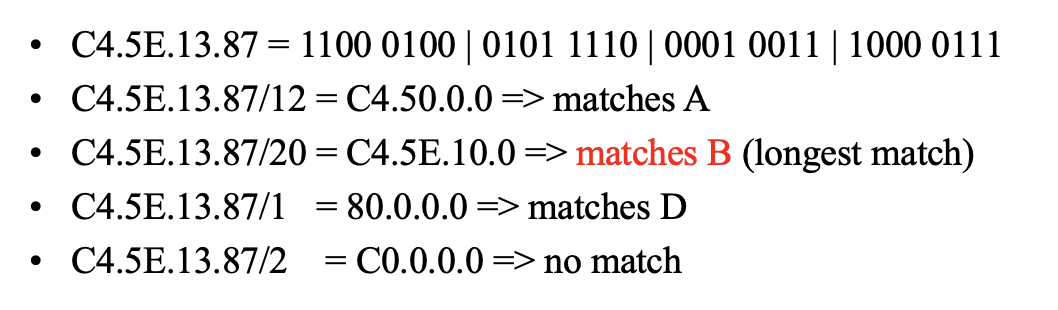 • C4.5E.13.87 = 1100 0100 | 0101 1110 | 0001 0011 | 1000 0111
• C4.5E.13.87/12 = C4.50.0.0 => matches A
• C4.5E.13.87/20 = C4.5E.10.0 => matches B (longest match)
• C4.5E.13.87/1 = 80.0.0.0 => matches D
• C4.5E.13.87/2 = C0.0.0.0 => no match